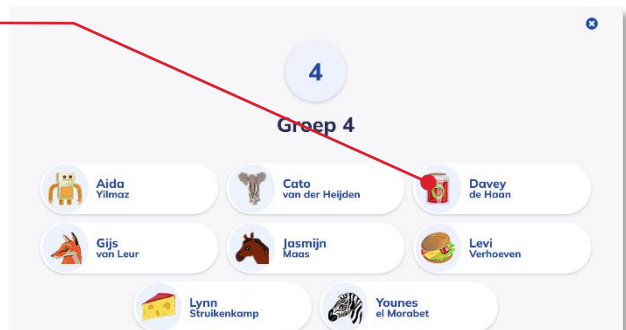 4
Groep 4
Aida
Yilmaz
Cato
van der Heijden
Davey
de Haan
Gijs
van Leur
Jasmijn
Maas
Levi
Verhoeven
Lynn
Struikenkamp
Younes
el Morabet